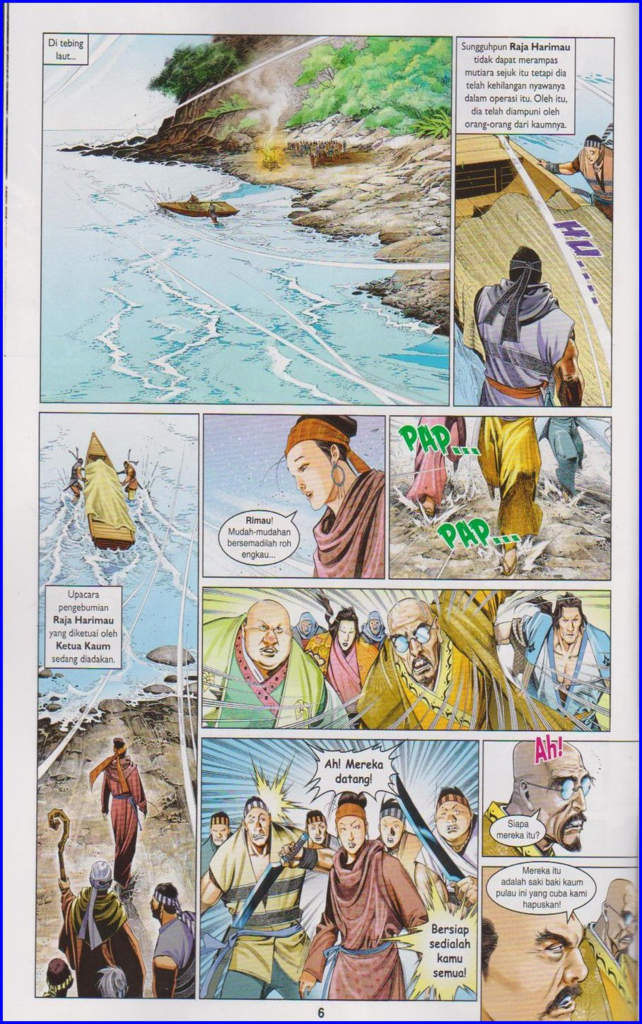 Di tebing
laut...
Sungguhpun Raja Harimau
tidak dapat merampas
mutiara sejuk itu tetapi dia
telah kehilangan nyawanya
dalam operasi itu. Oleh itu,
dia telah diampuni oleh
orang-orang dari kaumnya.
HU....
Upacara
pengebumian
Raja Harimau
yang diketuai oleh
Ketua Kaum
sedang diadakan.
Rimau!
Mudah-mudahan
bersemadilah roh
engkau...
PAP...
PAP...
Ah! Mereka
datang!
Bersiap
sedialah
kamu
semua!
Ah!
Siapa
mereka itu?
Mereka itu
adalah saki baki kaum
pulau ini yang cuba kami
hapuskan!
6